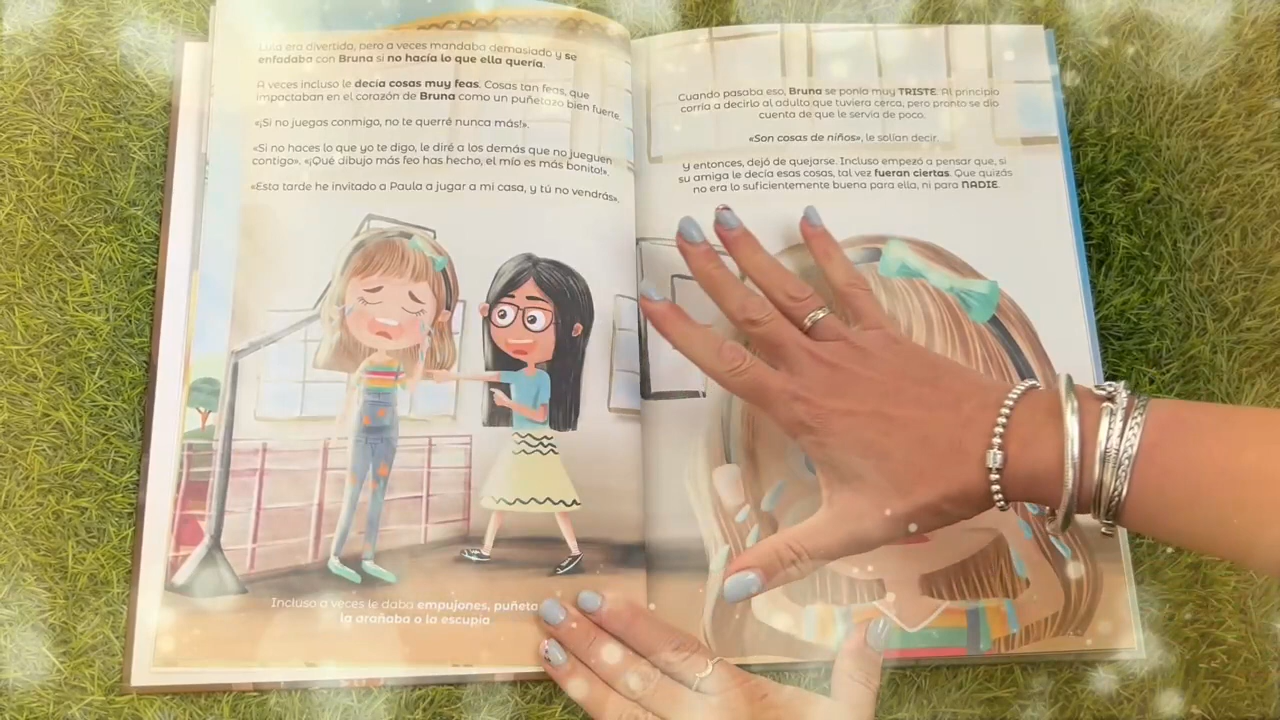 Lula era divertida, pero a veces mandaba demasiado y se
enfadaba con Bruna si no hacía lo que ella quería.
A veces incluso le decía cosas muy feas. Cosas tan feas, que
impactaban en el corazón de Bruna como un puñetazo bien fuerte.
«¡Si no juegas conmigo, no te querré nunca más!».
«Si no haces lo que yo te digo, le diré a los demás que no jueguen
contigo», «¡Qué dibujo más feo has hecho, el mío es más bonito!».
«Esta tarde he invitado a Paula a jugar a mi casa, y tú no vendrás».
Incluso a veces le daba empujones, puñeta
la arañaba o la escupía
Cuando pasaba eso, Bruna se ponía muy TRISTE. Al principio
corría a decirlo al adulto que tuviera cerca, pero pronto se dio
cuenta de que le servía de poco.
«Son cosas de niños», le solían decir.
Y entonces, dejó de quejarse. Incluso empezó a pensar que, si
su amiga le decía esas cosas, tal vez fueran ciertas. Que quizás
no era lo suficientemente buena para ella, ni para NADIE.